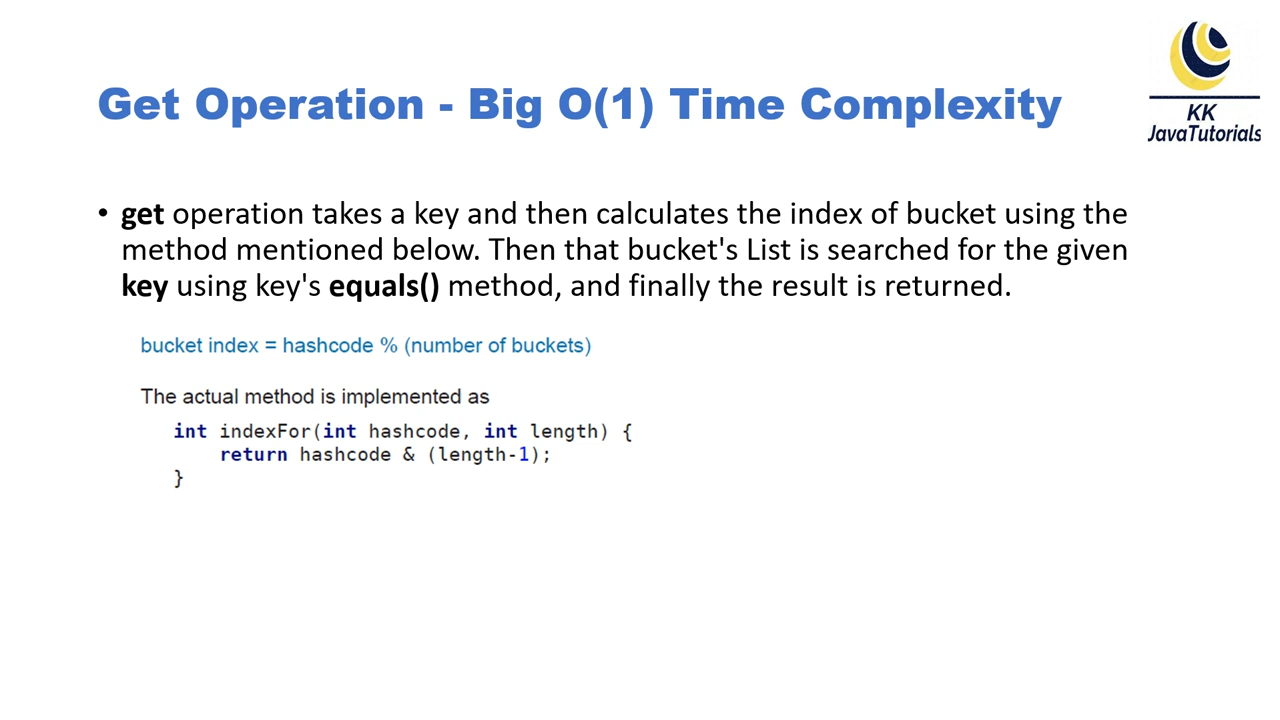 Get Operation - Big O(1) Time Complexity
KK
JavaTutorials
• get operation takes a key and then calculates the index of bucket using the
method mentioned below. Then that bucket's List is searched for the given
key using key's equals() method, and finally the result is returned.
bucket index = hashcode % (number of buckets)
The actual method is implemented as
int indexFor(int hashcode, int length) {
return hashcode & (length-1);
}